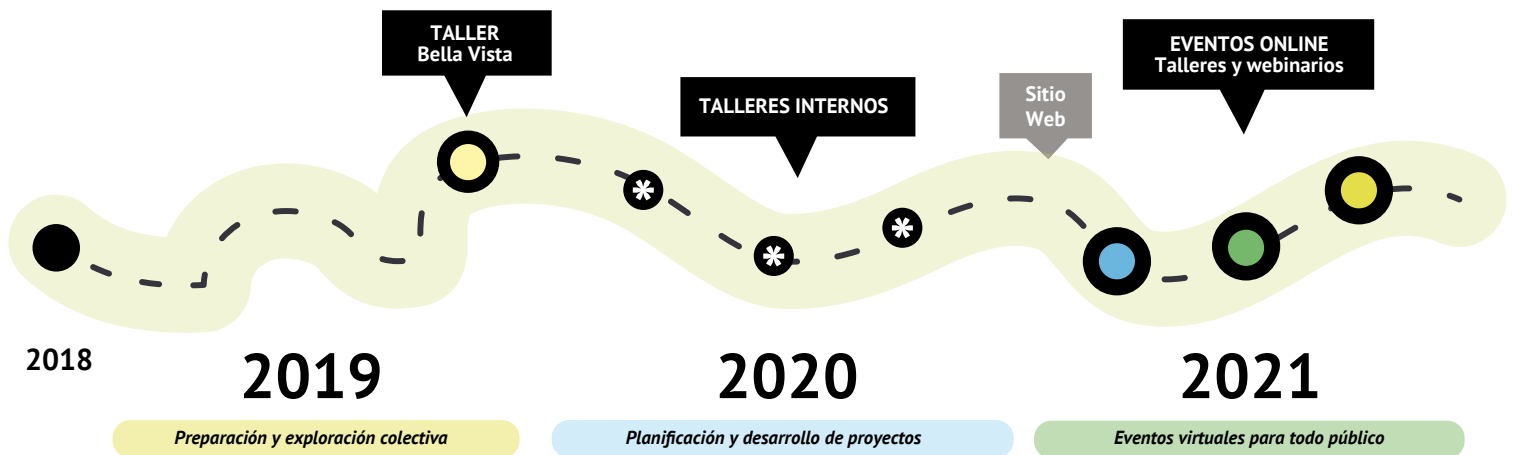 TALLER
Bella Vista
TALLERES INTERNOS
Sitio
Web
EVENTOS ONLINE
Talleres y webinarios
2018
2019
2020
2021
Preparación y exploración colectiva
Planificación y desarrollo de proyectos
Eventos virtuales para todo público